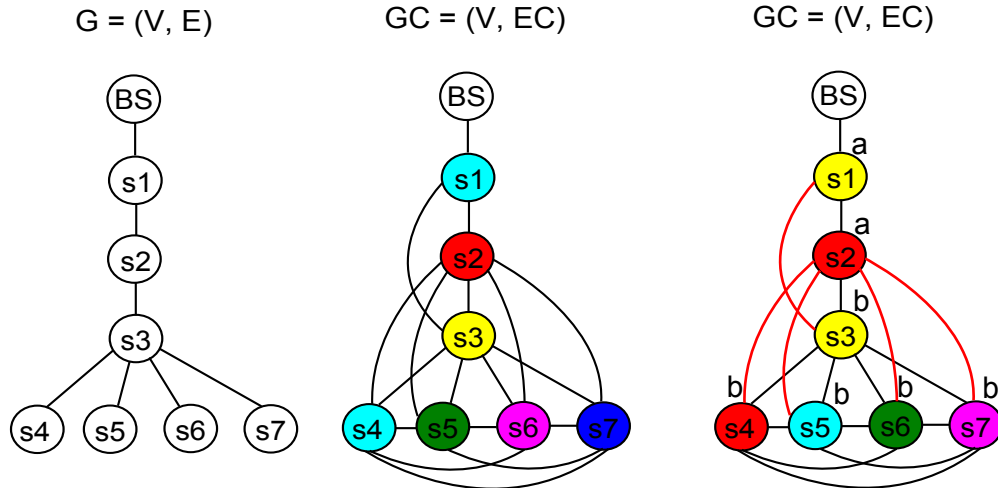 G = (V, E)
BS
s1
s2
s3
s4 s5 s6 s7
GC = (V, EC)
BS
s1
s2
s3
s4 s5 s6 s7
GC = (V, EC)
BS
a
s1
a
s2
b
s3
b b b b
s4 s5 s6 s7